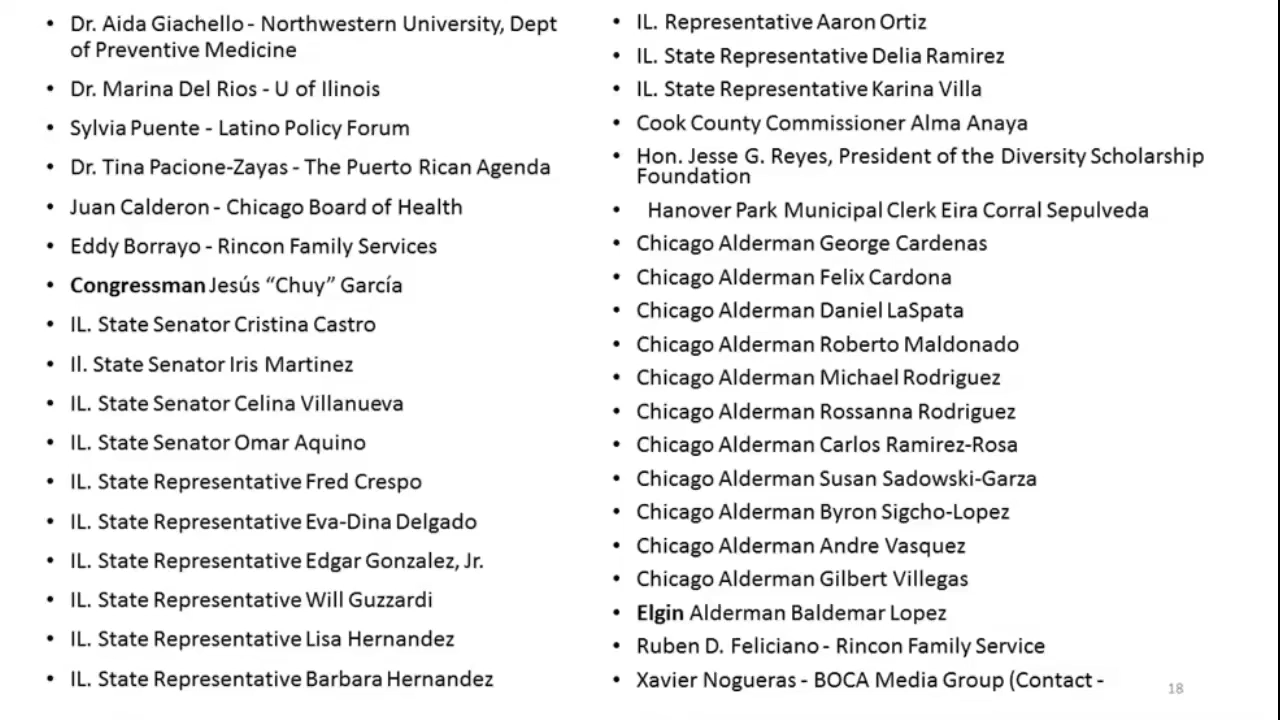 • Dr. Aida Giachello - Northwestern University, Dept
of Preventive Medicine
• Dr. Marina Del Rios - U of Ilinois
• Sylvia Puente - Latino Policy Forum
• Dr. Tina Pacione-Zayas - The Puerto Rican Agenda
• Juan Calderon - Chicago Board of Health
• Eddy Borrayo - Rincon Family Services
• Congressman Jesús “Chuy” García
• IL. State Senator Cristina Castro
• Il. State Senator Iris Martinez
• IL. State Senator Celina Villanueva
• IL. State Senator Omar Aquino
• IL. State Representative Fred Crespo
• IL. State Representative Eva-Dina Delgado
• IL. State Representative Edgar Gonzalez, Jr.
• IL. State Representative Will Guzzardi
• IL. State Representative Lisa Hernandez
• IL. State Representative Barbara Hernandez
• IL. Representative Aaron Ortiz
• IL. State Representative Delia Ramirez
• IL. State Representative Karina Villa
• Cook County Commissioner Alma Anaya
• Hon. Jesse G. Reyes, President of the Diversity Scholarship
Foundation
• Hanover Park Municipal Clerk Eira Corral Sepulveda
• Chicago Alderman George Cardenas
• Chicago Alderman Felix Cardona
• Chicago Alderman Daniel LaSpata
• Chicago Alderman Roberto Maldonado
• Chicago Alderman Michael Rodriguez
• Chicago Alderman Rossanna Rodriguez
• Chicago Alderman Carlos Ramirez-Rosa
• Chicago Alderman Susan Sadowski-Garza
• Chicago Alderman Byron Sigcho-Lopez
• Chicago Alderman Andre Vasquez
• Chicago Alderman Gilbert Villegas
• Elgin Alderman Baldemar Lopez
• Ruben D. Feliciano - Rincon Family Service
• Xavier Nogueras - BOCA Media Group (Contact -
18